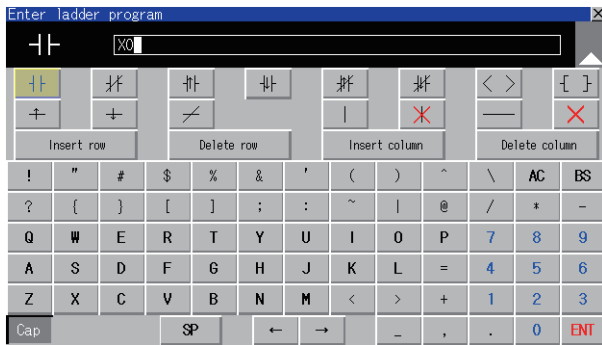 Enter ladder program
X0
Insert row Delete row Insert column Delete column
! " # $ % & ' ( ) ^ \ AC BS
? { } [ ] ; : ~ | @ / * -
Q W E R T Y U I O P 7 8 9
A S D F G H J K L = 4 5 6
Z X C V B N M < > + 1 2 3
Cap SP ← → _ , . 0 ENT